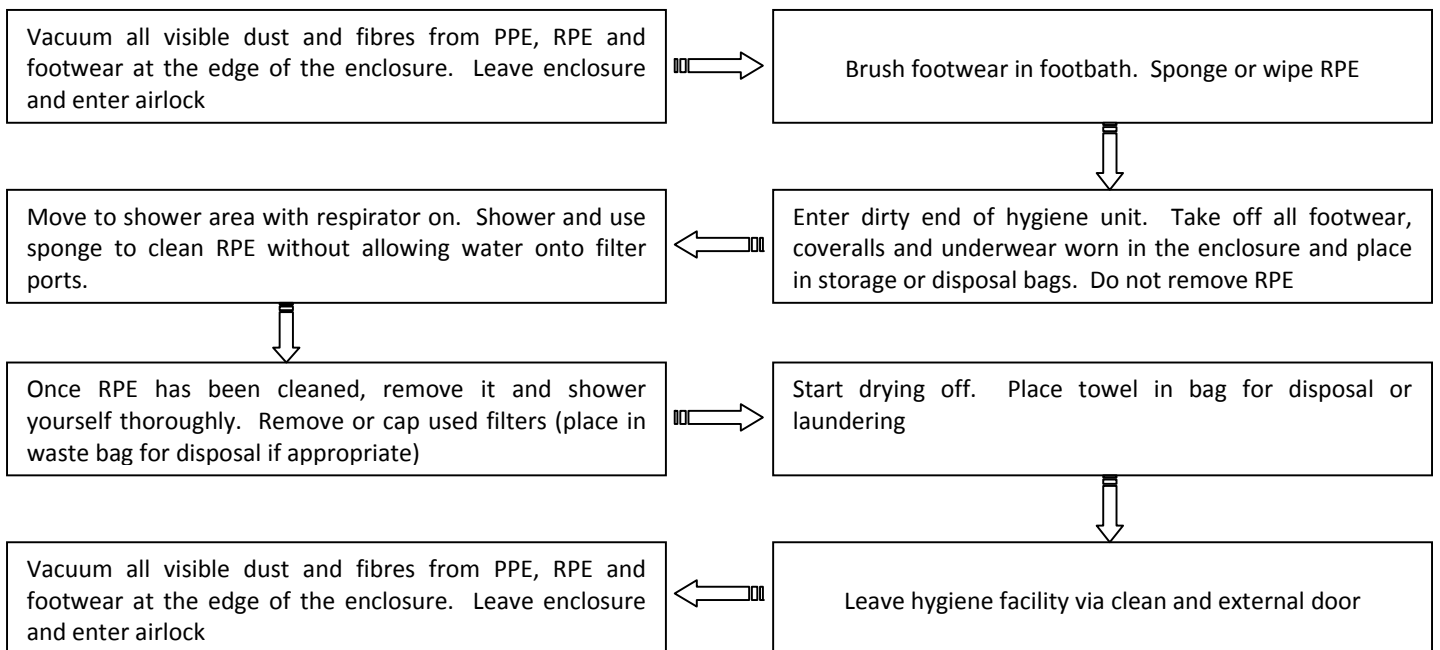 Vacuum all visible dust and fibres from PPE, RPE and
footwear at the edge of the enclosure. Leave enclosure
and enter airlock
Brush footwear in footbath. Sponge or wipe RPE
Enter dirty end of hygiene unit. Take off all footwear,
coveralls and underwear worn in the enclosure and place
in storage or disposal bags. Do not remove RPE
Move to shower area with respirator on. Shower and use
sponge to clean RPE without allowing water onto filter
ports.
Once RPE has been cleaned, remove it and shower
yourself thoroughly. Remove or cap used filters (place in
waste bag for disposal if appropriate)
Start drying off. Place towel in bag for disposal or
laundering
Leave hygiene facility via clean and external door
Vacuum all visible dust and fibres from PPE, RPE and
footwear at the edge of the enclosure. Leave enclosure
and enter airlock